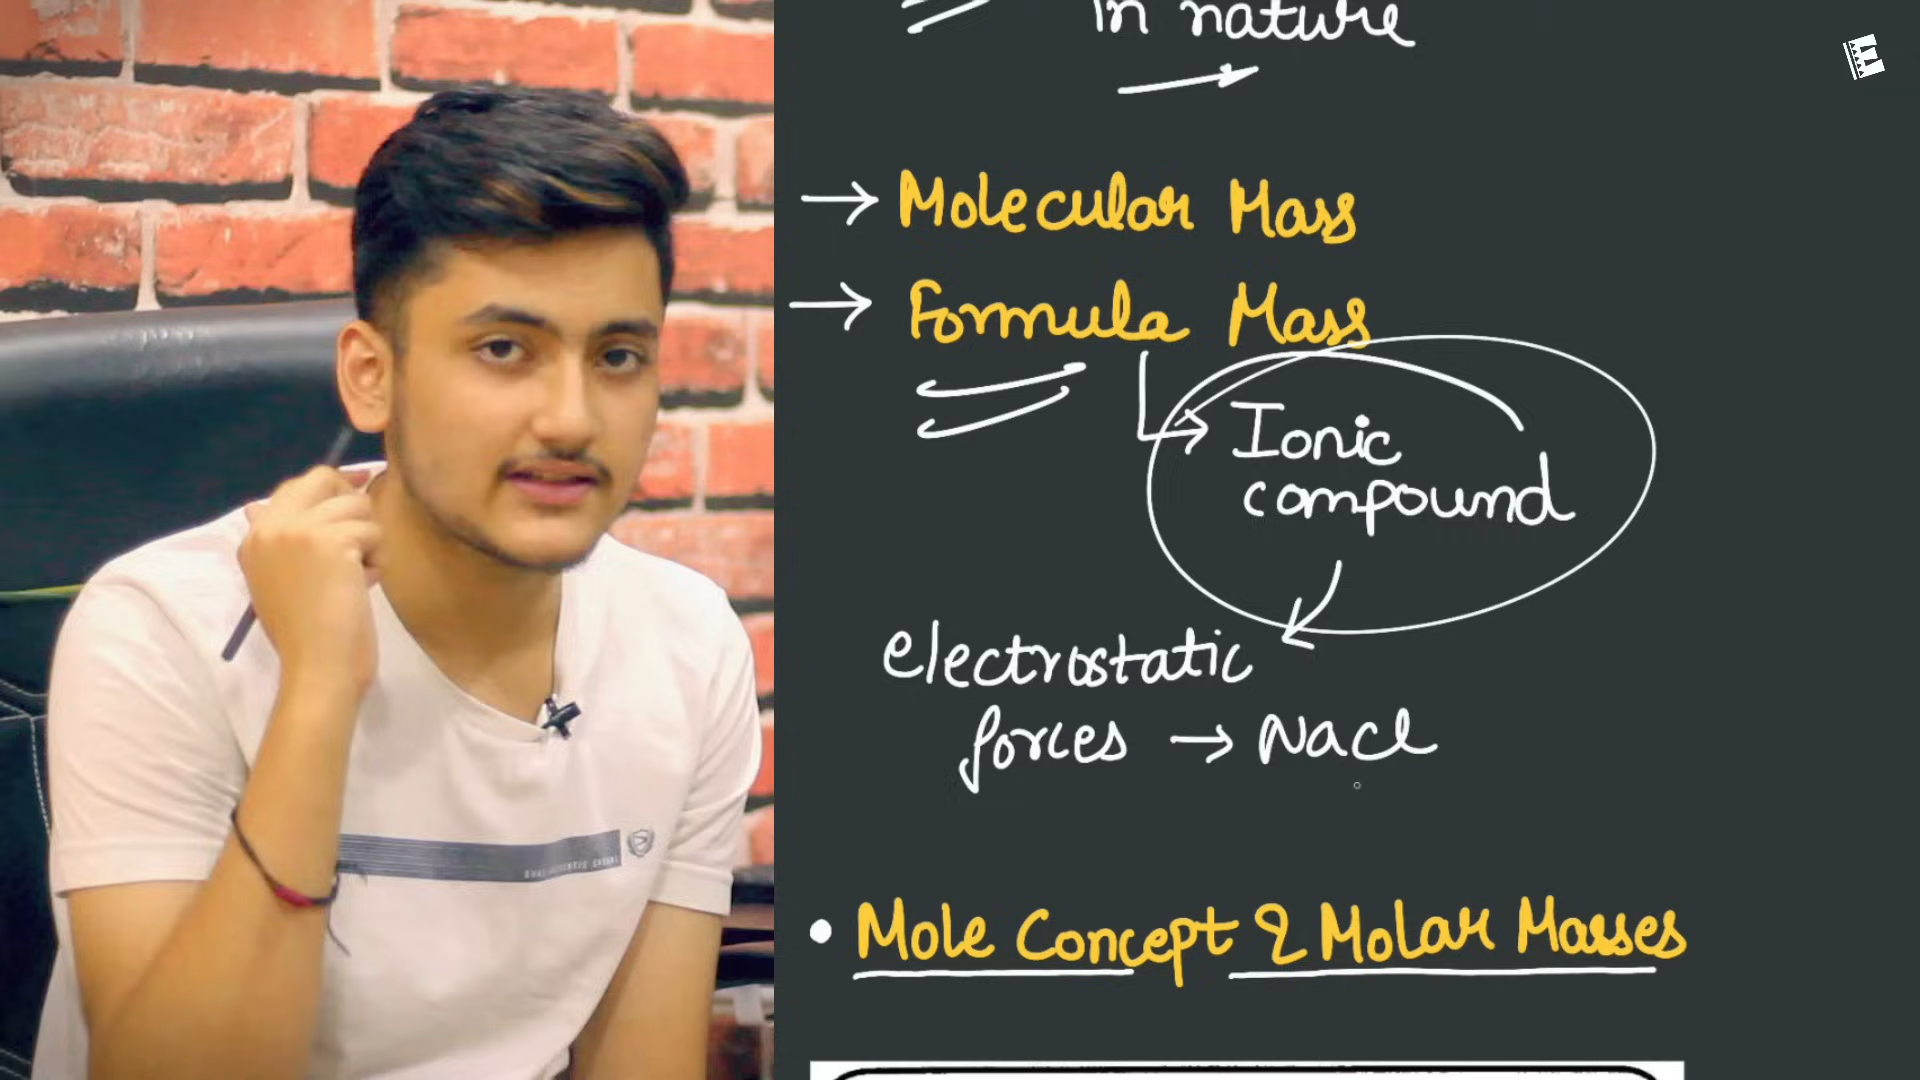 in nature
→ Molecular Mass
→ Formula Mass
Ionic
compound
electrostatic
forces → NaCl
• Mole Concept & Molar Masses
E